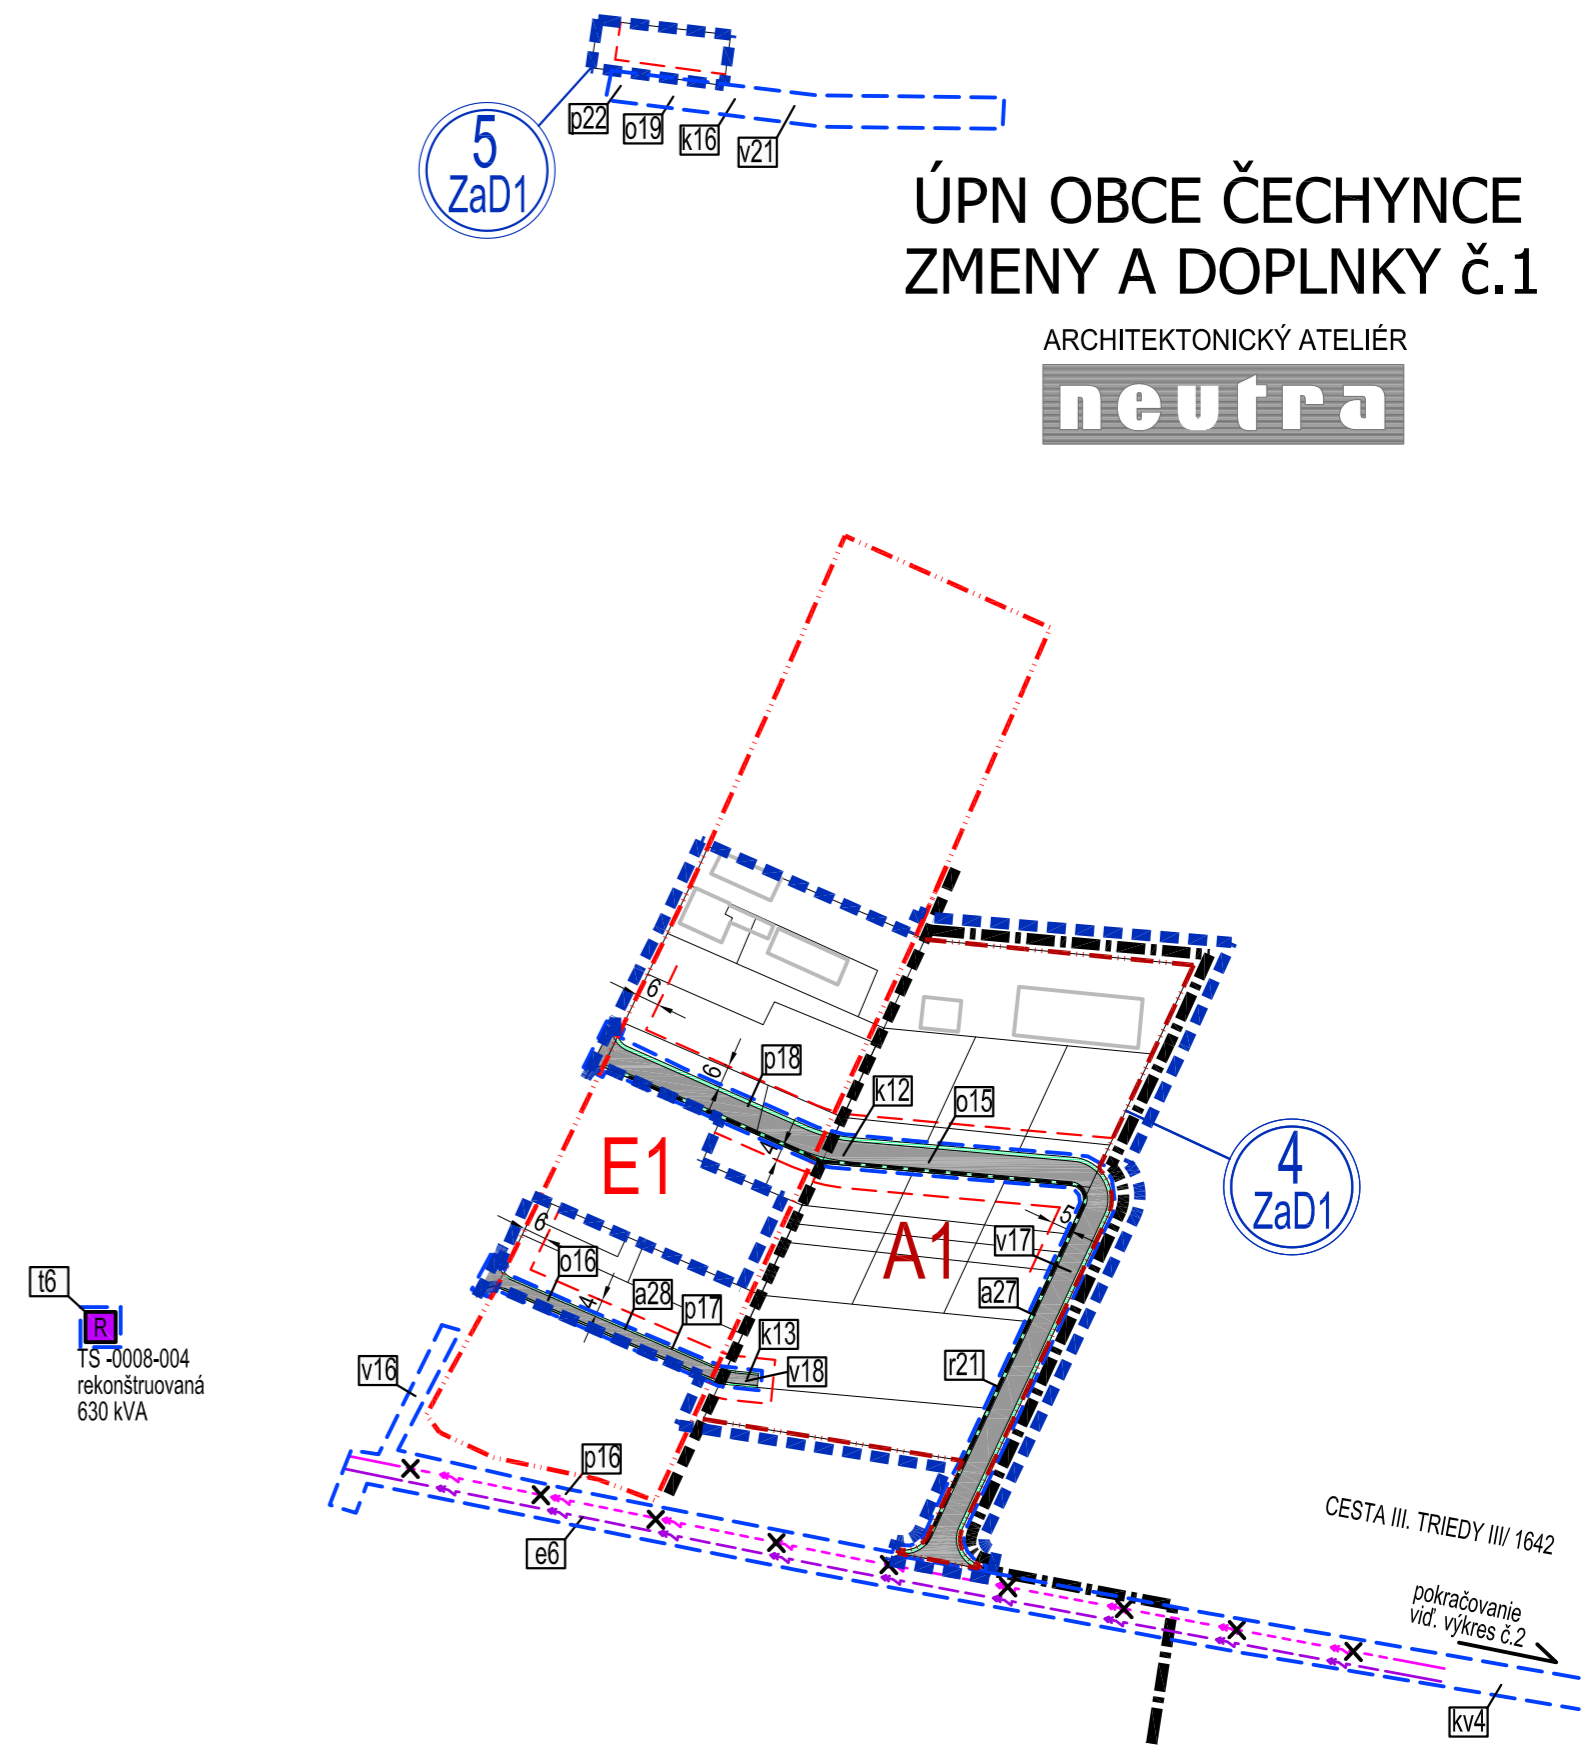 5
ZaD1
p22
o19
k16
v21
ÚPN OBCE ČECHYNCE
ZMENY A DOPLNKY č.1
ARCHITEKTONICKÝ ATELIÉR
neutra
6
6
p18
k12
o15
4
E1
4
ZaD1
5
A1
v17
6
o16
a28
4
p17
a27
k13
v18
r21
t6
R
TS -0008-004
rekonštruovaná
630 kVA
v16
p16
e6
CESTA III. TRIEDY III/ 1642
pokračovanie
viď. výkres č.2
kv4